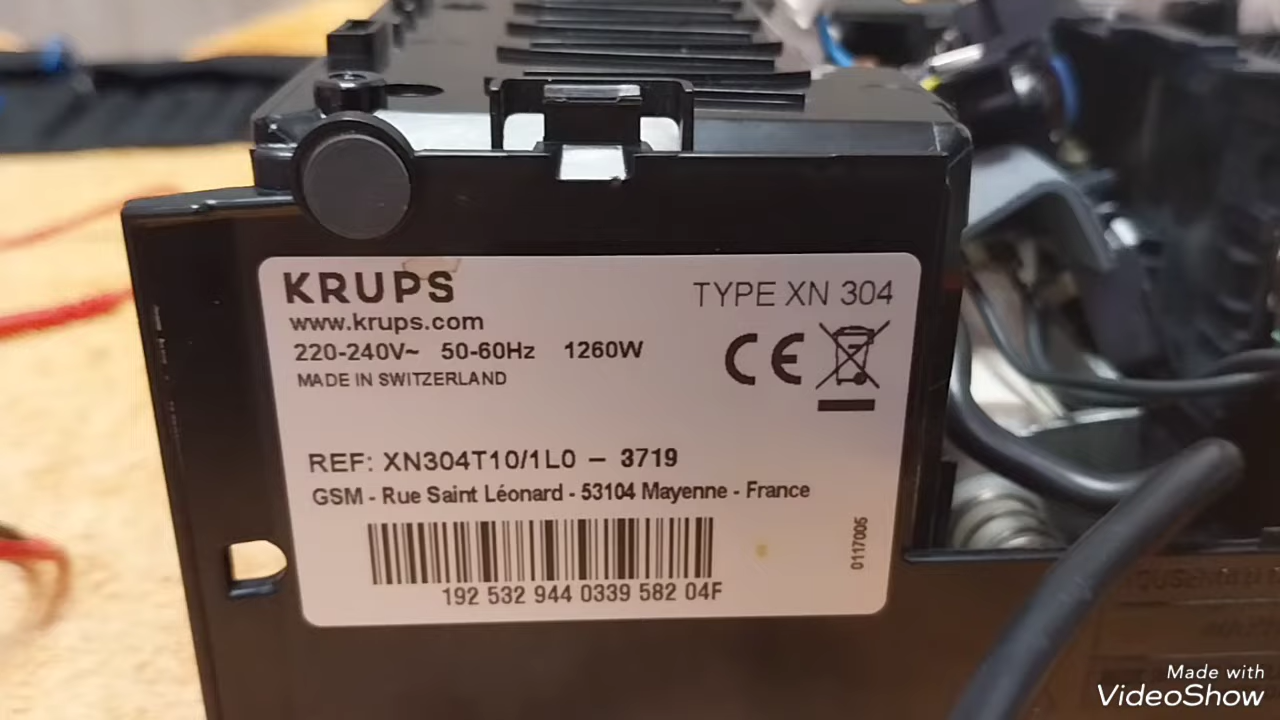 KRUPS
TYPE XN 304
www.krups.com
220-240V~ 50-60Hz 1260W
CE
MADE IN SWITZERLAND
REF: XN304T10/1L0 – 3719
GSM - Rue Saint Léonard - 53104 Mayenne - France
0117005
192 532 944 0339 582 04F
Made with
VideoShow